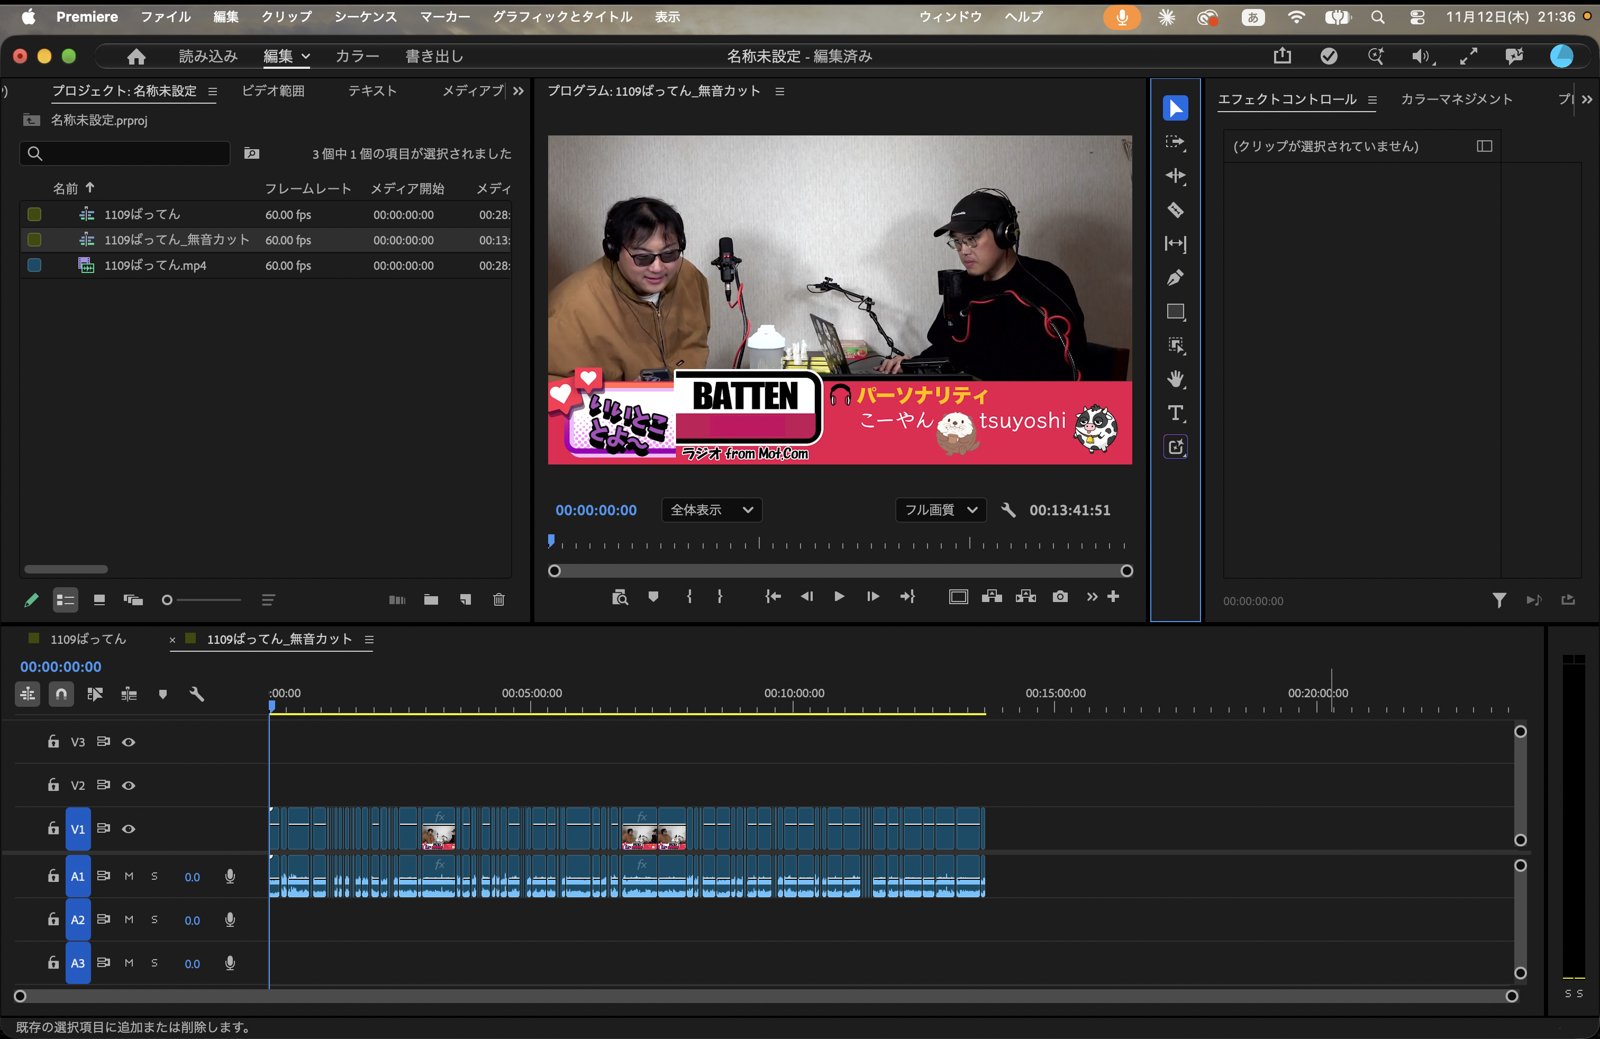 Premiere ファイル 編集 クリップ シーケンス マーカー グラフィックとタイトル 表示 ウィンドウ ヘルプ あ 11月12日(木) 21:36
読み込み 編集 カラー 書き出し 名称未設定 - 編集済み
プロジェクト: 名称未設定 ビデオ範囲 テキスト メディアブ
名称未設定.prproj
3 個中 1 個の項目が選択されました
名前 フレームレート メディア開始 メディ
1109ばってん 60.00 fps 00:00:00:00 00:28:
1109ばってん_無音カット 60.00 fps 00:00:00:00 00:13:
1109ばってん.mp4 60.00 fps 00:00:00:00 00:28:
プログラム: 1109ばってん_無音カット
いいとこ
とよ〜
BATTEN
ラジオ from Mot.Com
パーソナリティ
こーやん tsuyoshi
00:00:00:00 全体表示 フル画質 00:13:41:51
エフェクトコントロール カラーマネジメント プ
(クリップが選択されていません)
00:00:00:00
1109ばってん × 1109ばってん_無音カット
00:00:00:00
:00:00 00:05:00:00 00:10:00:00 00:15:00:00 00:20:00:00
V3
V2
V1
fx fx
A1 M S 0.0
fx fx
A2 M S 0.0
A3 M S 0.0
S S
既存の選択項目に追加または削除します。